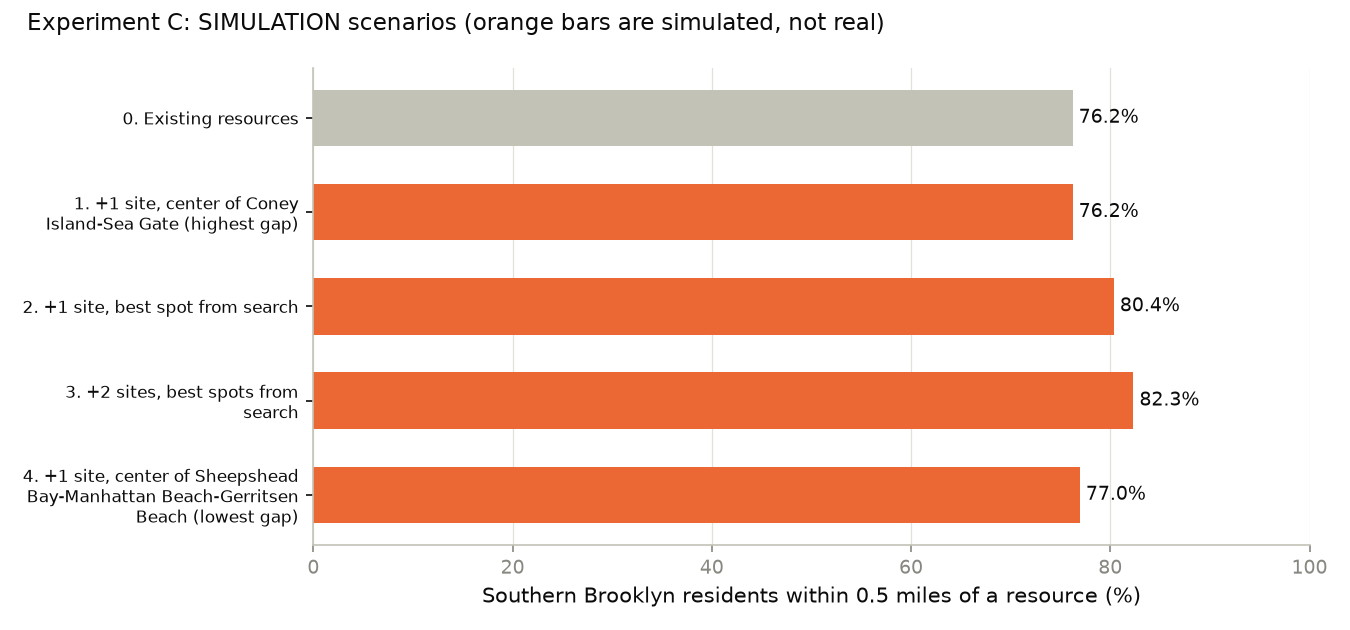 Experiment C: SIMULATION scenarios (orange bars are simulated, not real)
0. Existing resources
76.2%
1. +1 site, center of Coney
Island-Sea Gate (highest gap)
76.2%
2. +1 site, best spot from search
80.4%
3. +2 sites, best spots from
search
82.3%
4. +1 site, center of Sheepshead
Bay-Manhattan Beach-Gerritsen
Beach (lowest gap)
77.0%
0 20 40 60 80 100
Southern Brooklyn residents within 0.5 miles of a resource (%)